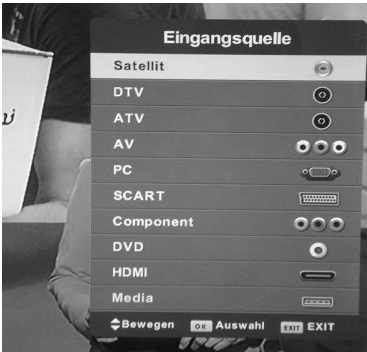 Eingangsquelle
Satellit
DTV
ATV
AV
PC
SCART
Component
DVD
HDMI
Media
Bewegen OK Auswahl EXIT EXIT